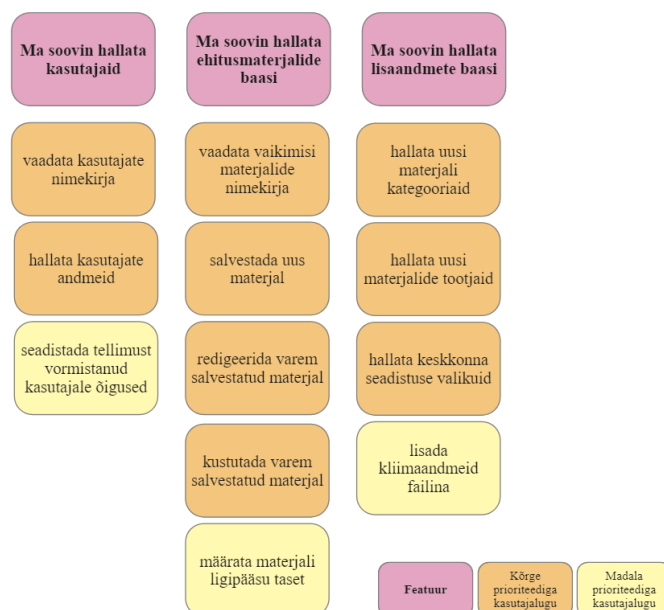 Ma soovin hallata
kasutajaid
vaadata kasutajate
nimekirja
hallata kasutajate
andmeid
seadistada tellimust
vormistanud
kasutajale õigused
Ma soovin hallata
ehitusmaterjalide
baasi
vaadata vaikimisi
materjalide
nimekirja
salvestada uus
materjal
redigeerida varem
salvestatud materjal
kustutada varem
salvestatud materjal
määrata materjali
ligipääsu taset
Ma sovin hallata
lisaandmete baasi
hallata uusi
materjali
kategooriaid
hallata uusi
materjalide tootjaid
hallata keskkonna
seadistuse valikuid
lisada
kliimaandmeid
failina
Featuur
Kõrge
prioriteediga
kasutajalugu
Madala
prioriteediga
kasutajalugu